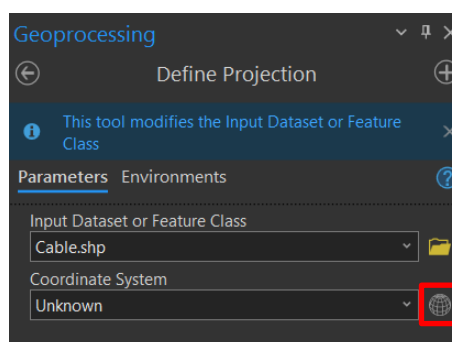 Geoprocessing
Define Projection
This tool modifies the Input Dataset or Feature
Class
Parameters Environments
Input Dataset or Feature Class
Cable.shp
Coordinate System
Unknown